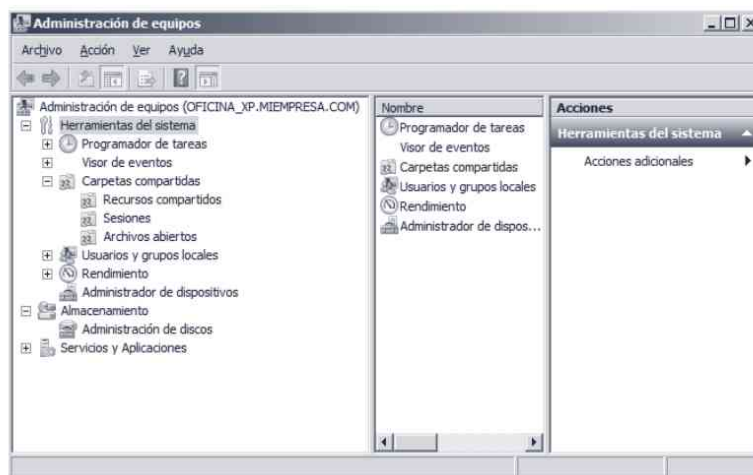 Administración de equipos
Archivo Acción Ver Ayuda
Administración de equipos (OFICINA_XP.MIEMPRESA.COM)
Herramientas del sistema
Programador de tareas
Visor de eventos
Carpetas compartidas
Recursos compartidos
Sesiones
Archivos abiertos
Usuarios y grupos locales
Rendimiento
Administrador de dispositivos
Almacenamiento
Administración de discos
Servicios y Aplicaciones
Nombre
Programador de tareas
Visor de eventos
Carpetas compartidas
Usuarios y grupos locales
Rendimiento
Administrador de dispos...
Acciones
Herramientas del sistema
Acciones adicionales